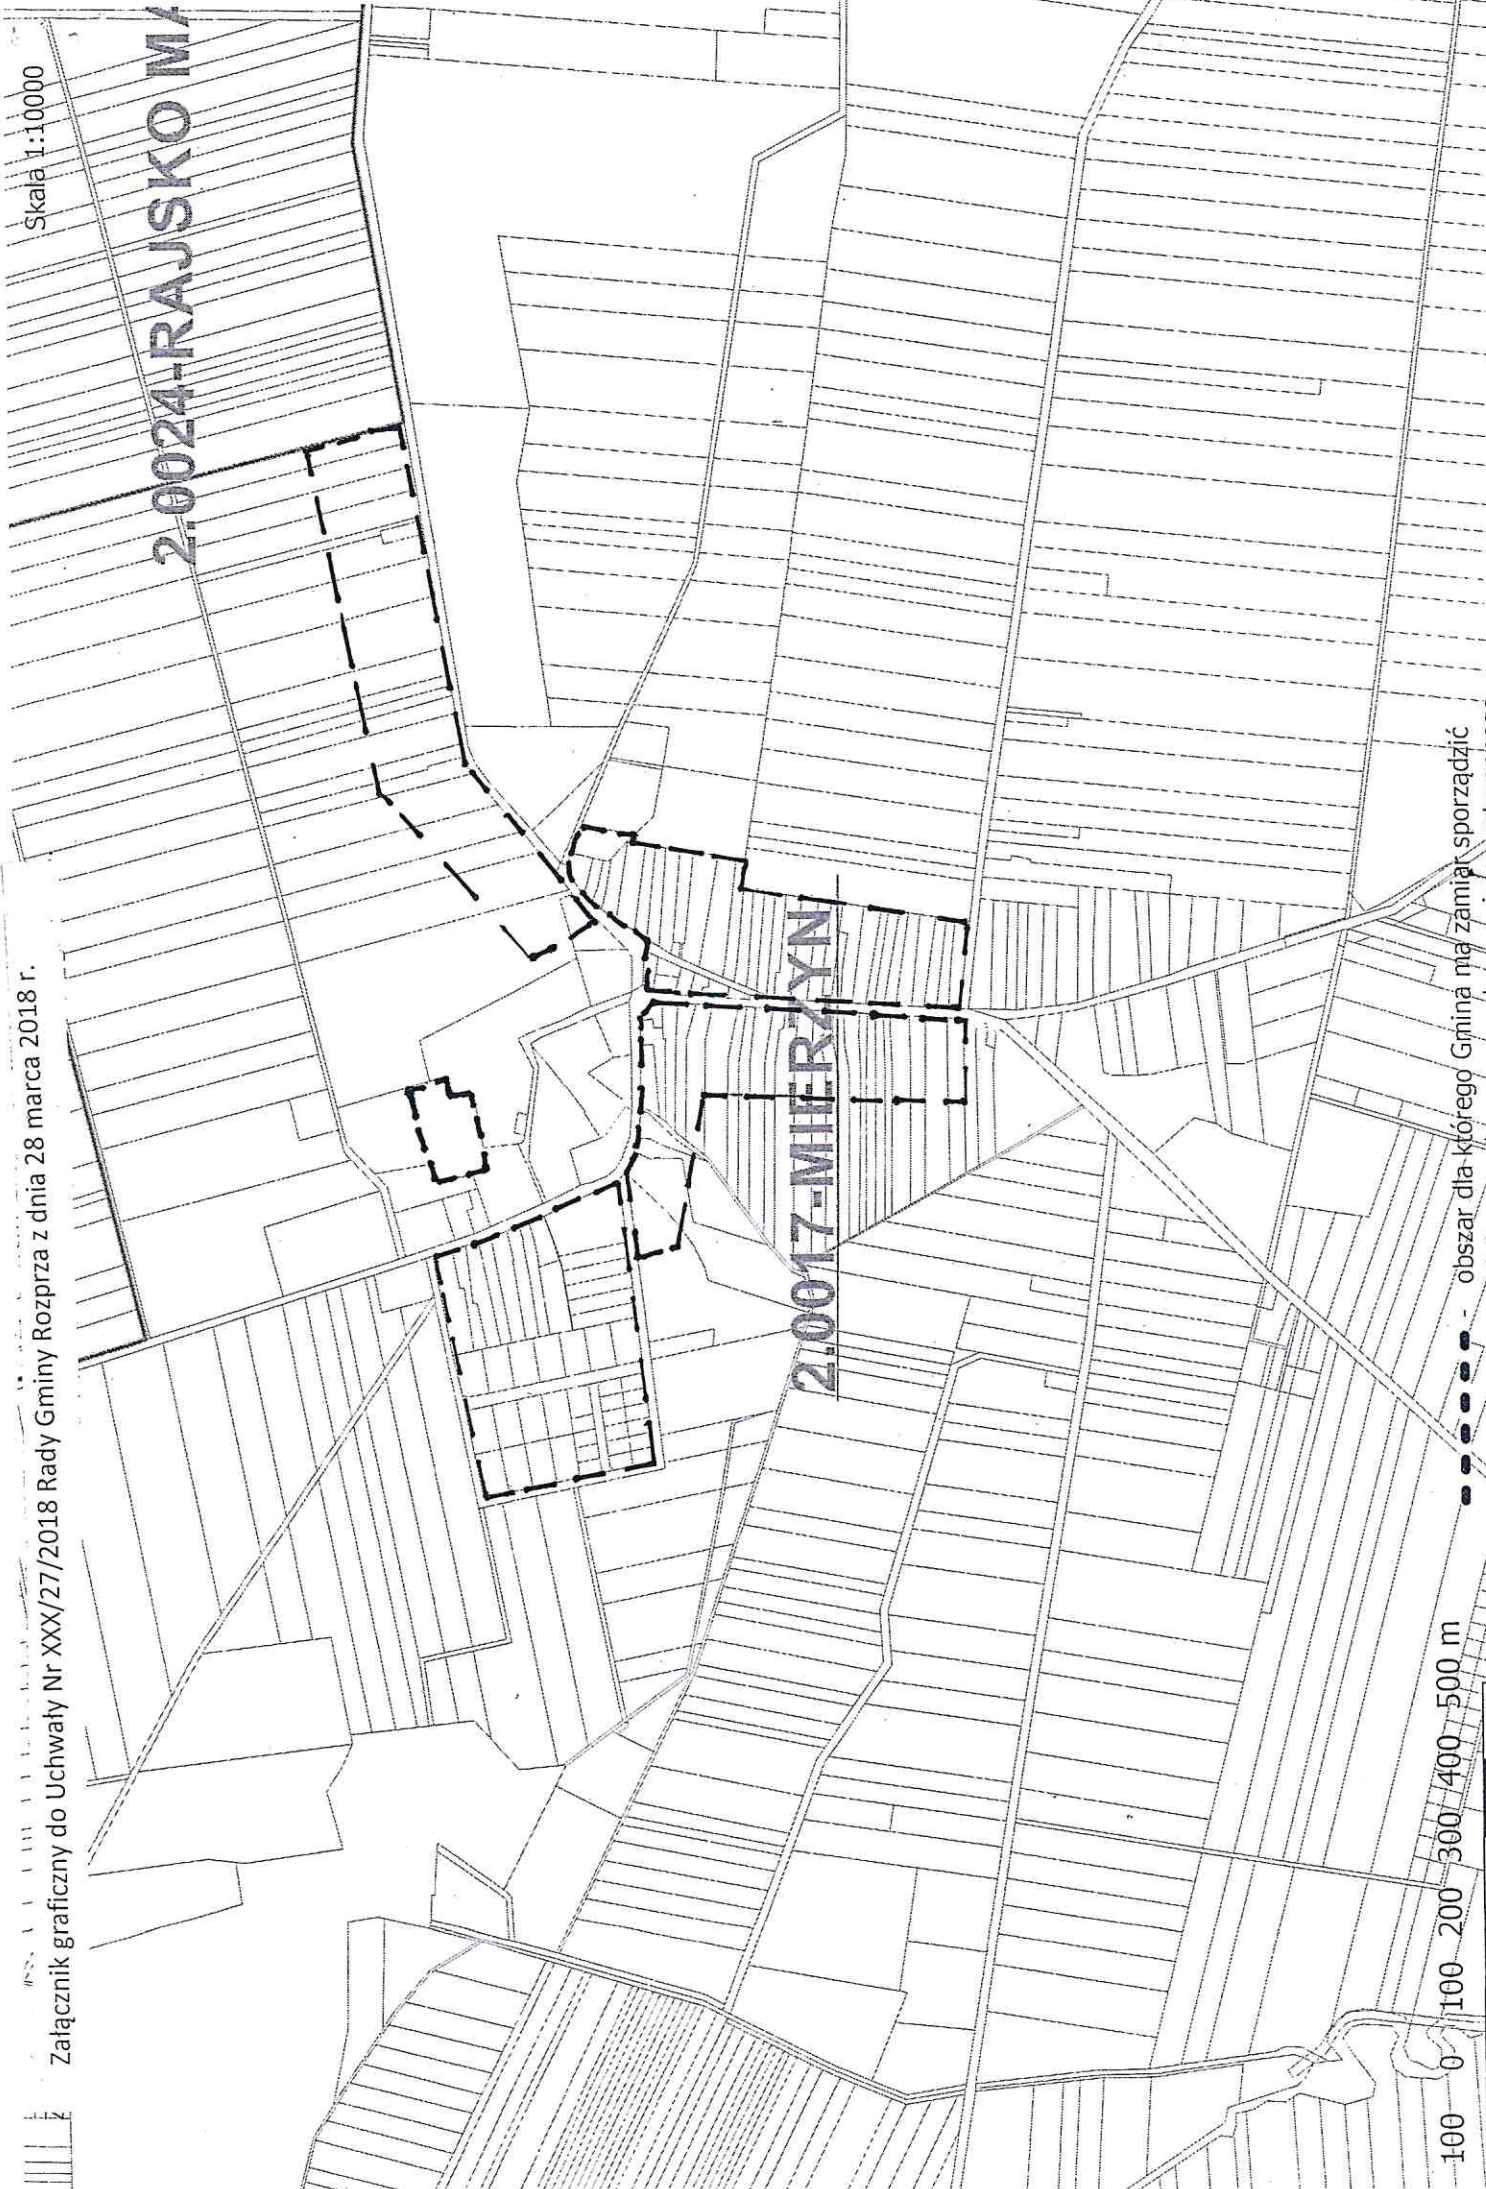 Załącznik graficzny do Uchwały Nr XXX/27/2018 Rady Gminy Rozprza z dnia 28 marca 2018 r.
Skala 1:10000
2.0024-RAJSKO MA
2.0017-MIERZYN
100 0 100 200 300 400 500 m
- obszar dla którego Gmina ma zamiar sporządzić